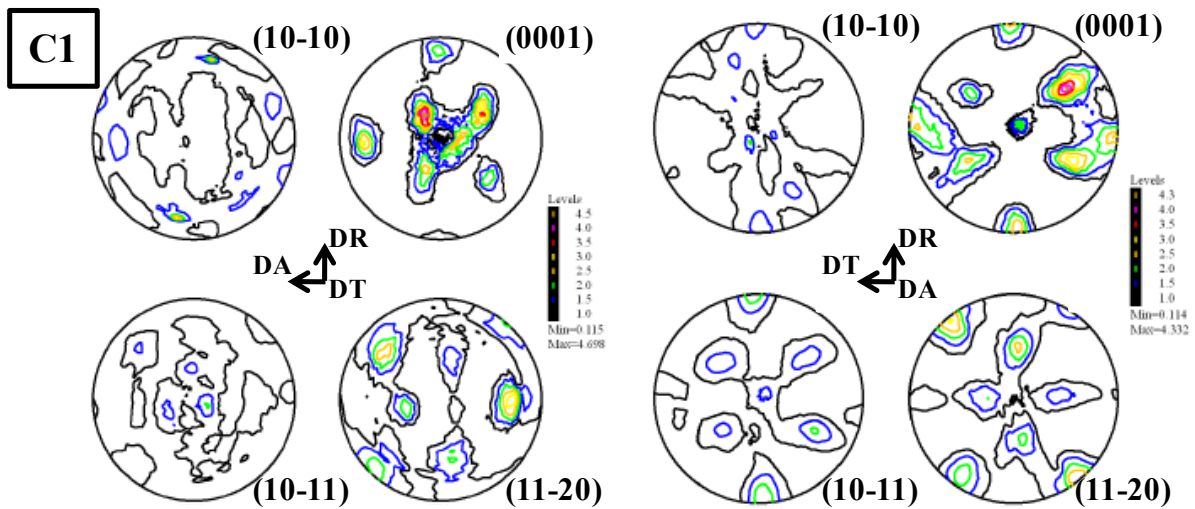 C1
(10-10)
(0001)
(10-10)
(0001)
Levels
4.5
4.0
3.5
3.0
2.5
2.0
1.5
1.0
Min=0.115
Max=4.698
DR
DA
DT
Levels
4.3
4.0
3.5
3.0
2.5
2.0
1.5
1.0
Min=0.114
Max=4.332
DR
DT
DA
(10-11)
(11-20)
(10-11)
(11-20)